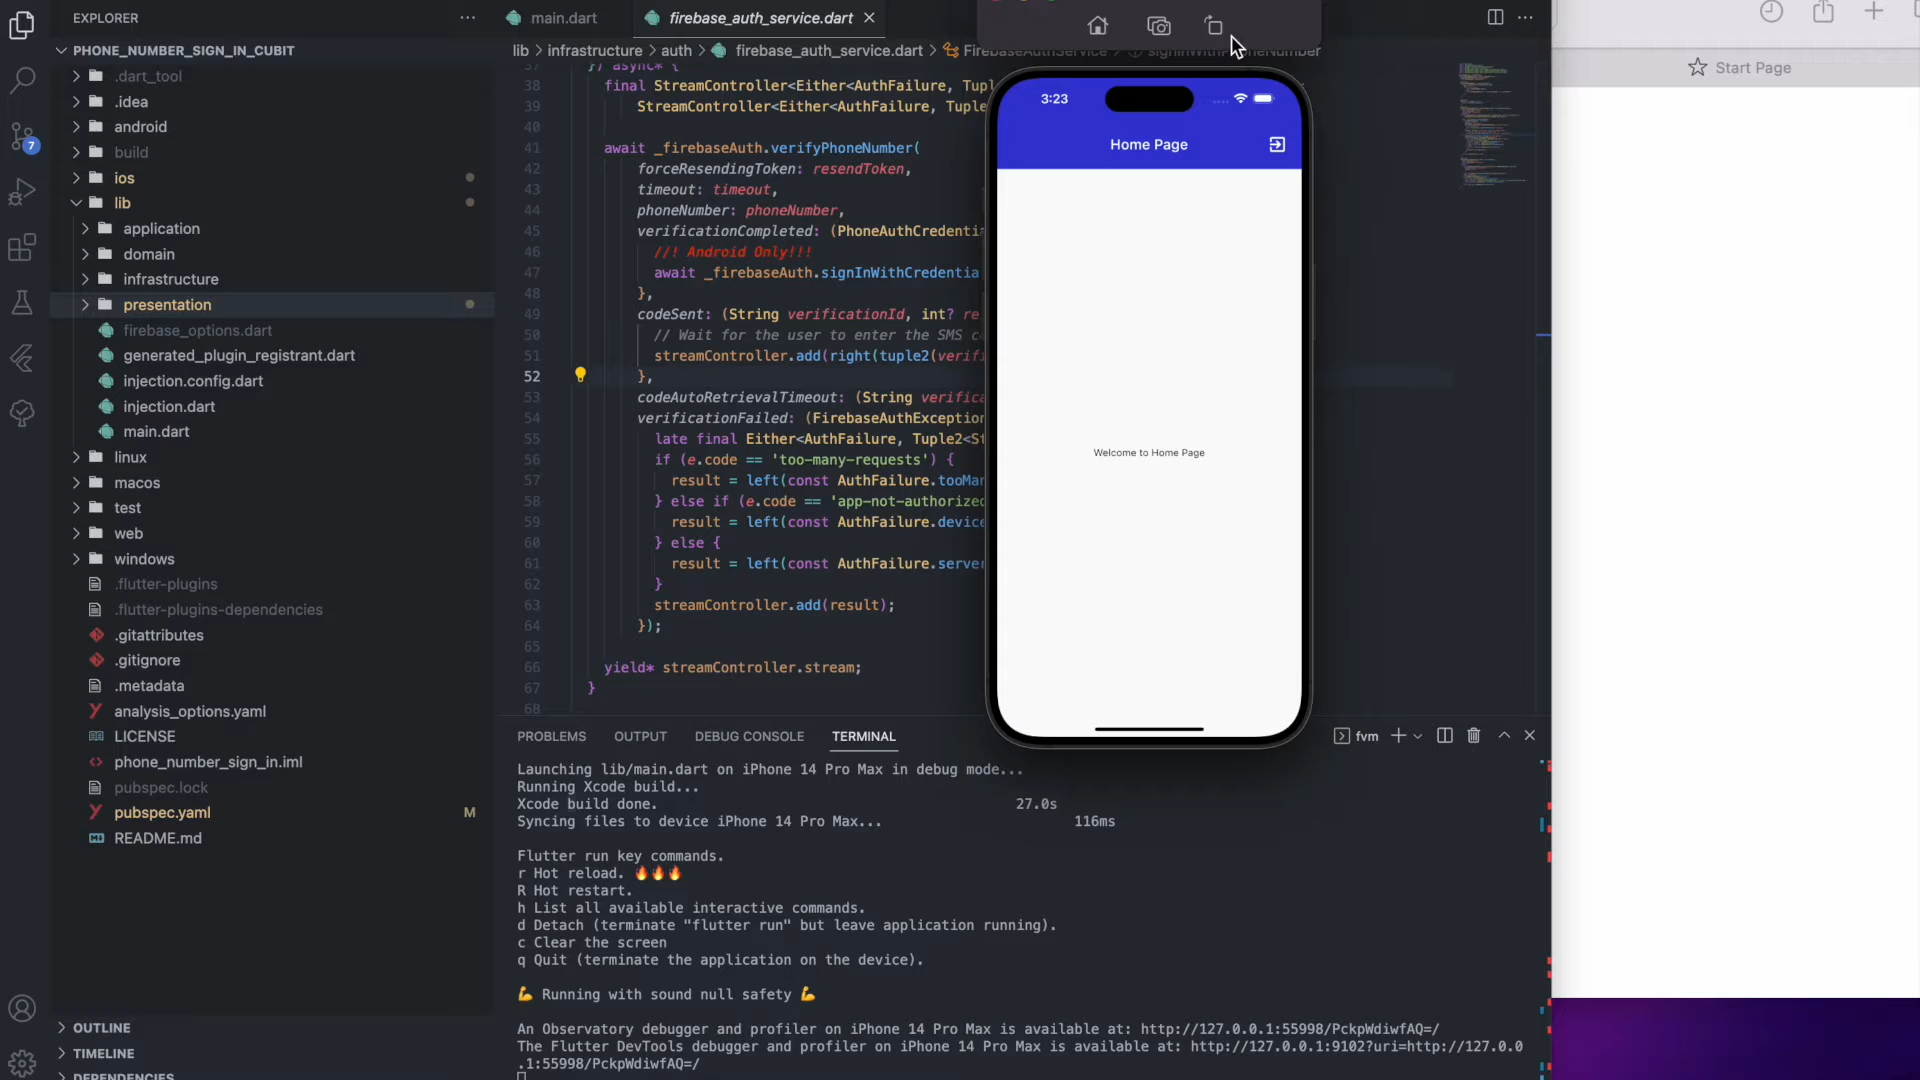 EXPLORER
main.dart
firebase_auth_service.dart
PHONE_NUMBER_SIGN_IN_CUBIT
lib > infrastructure > auth > firebase_auth_service.dart > FirebaseAuthService > signInWithPhoneNumber
Start Page
.dart_tool
.idea
android
build
ios
lib
application
domain
infrastructure
presentation
firebase_options.dart
generated_plugin_registrant.dart
injection.config.dart
injection.dart
main.dart
linux
macos
test
web
windows
.flutter-plugins
.flutter-plugins-dependencies
.gitattributes
.gitignore
.metadata
analysis_options.yaml
LICENSE
phone_number_sign_in.iml
pubspec.lock
pubspec.yaml M
README.md
OUTLINE
TIMELINE
DEPENDENCIES
7
37 }) async* {
38 final StreamController<Either<AuthFailure, Tupl
39 StreamController<Either<AuthFailure, Tuple
40
41 await _firebaseAuth.verifyPhoneNumber(
42 forceResendingToken: resendToken,
43 timeout: timeout,
44 phoneNumber: phoneNumber,
45 verificationCompleted: (PhoneAuthCredentia
46 //! Android Only!!!
47 await _firebaseAuth.signInWithCredentia
48 },
49 codeSent: (String verificationId, int? re
50 // Wait for the user to enter the SMS c
51 streamController.add(right(tuple2(verifi
52 },
53 codeAutoRetrievalTimeout: (String verifica
54 verificationFailed: (FirebaseAuthException
55 late final Either<AuthFailure, Tuple2<St
56 if (e.code == 'too-many-requests') {
57 result = left(const AuthFailure.tooMan
58 } else if (e.code == 'app-not-authorized
59 result = left(const AuthFailure.device
60 } else {
61 result = left(const AuthFailure.server
62 }
63 streamController.add(result);
64 });
65
66 yield* streamController.stream;
67 }
68
3:23
Home Page
Welcome to Home Page
PROBLEMS OUTPUT DEBUG CONSOLE TERMINAL
fvm
Launching lib/main.dart on iPhone 14 Pro Max in debug mode...
Running Xcode build...
Xcode build done. 27.0s
Syncing files to device iPhone 14 Pro Max... 116ms
Flutter run key commands.
r Hot reload. 🔥🔥🔥
R Hot restart.
h List all available interactive commands.
d Detach (terminate "flutter run" but leave application running).
c Clear the screen
q Quit (terminate the application on the device).
💪 Running with sound null safety 💪
An Observatory debugger and profiler on iPhone 14 Pro Max is available at: http://127.0.0.1:55998/PckpWdiwfAQ=/
The Flutter DevTools debugger and profiler on iPhone 14 Pro Max is available at: http://127.0.0.1:9102?uri=http://127.0.0
.1:55998/PckpWdiwfAQ=/